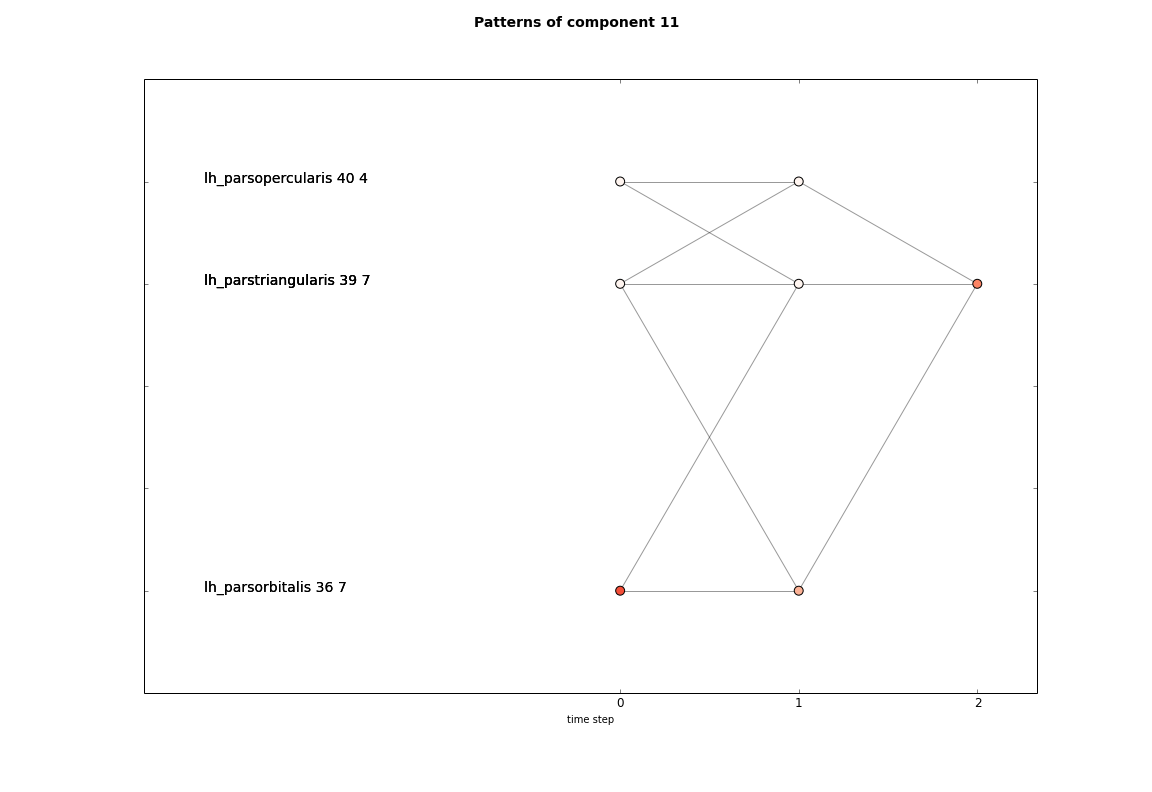 Patterns of component 11
lh_parsopercularis 40 4
lh_parstriangularis 39 7
lh_parsorbitalis 36 7
0 1 2
time step